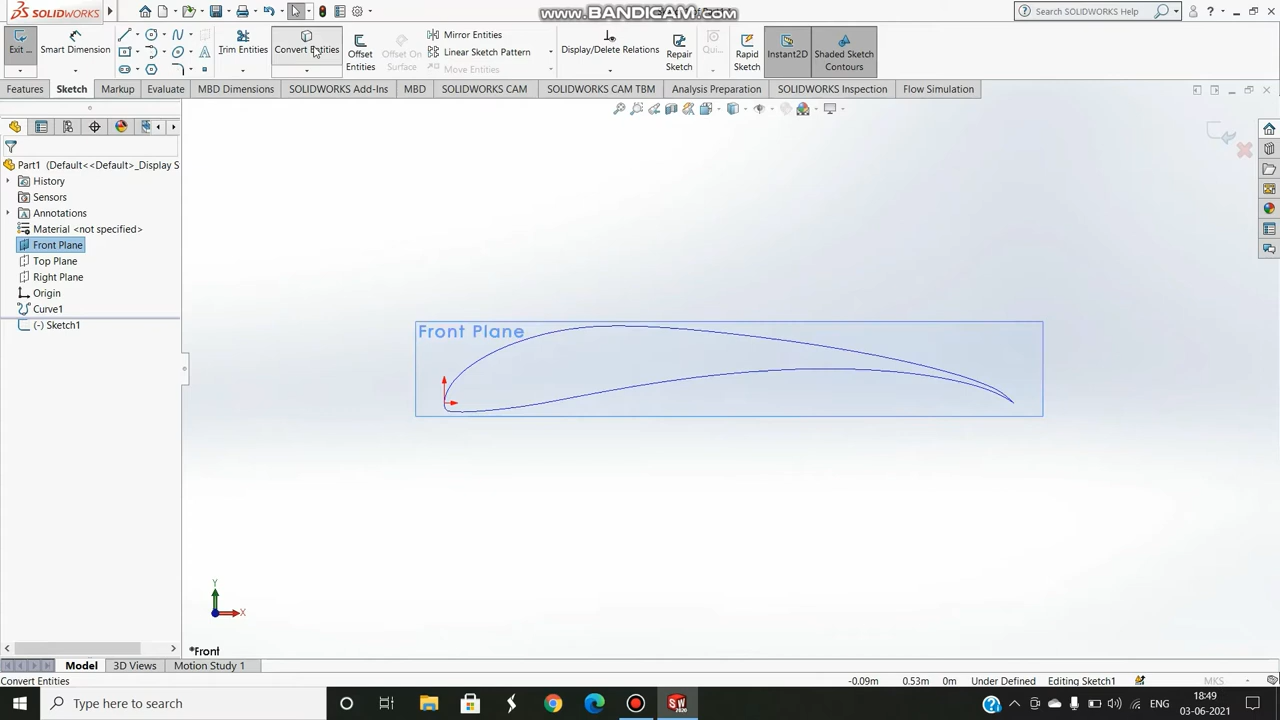 SOLIDWORKS
www.BANDICAM.com
Search SOLIDWORKS Help
Exit ...
Smart Dimension
Trim Entities
Convert Entities
Offset Entities
Offset On Surface
Mirror Entities
Linear Sketch Pattern
Move Entities
Display/Delete Relations
Repair Sketch
Qui...
Rapid Sketch
Instant2D
Shaded Sketch Contours
Features
Sketch
Markup
Evaluate
MBD Dimensions
SOLIDWORKS Add-Ins
MBD
SOLIDWORKS CAM
SOLIDWORKS CAM TBM
Analysis Preparation
SOLIDWORKS Inspection
Flow Simulation
Part1 (Default<<Default>_Display S
History
Sensors
Annotations
Material <not specified>
Front Plane
Top Plane
Right Plane
Origin
Curve1
(-) Sketch1
Front Plane
Y
X
*Front
Model
3D Views
Motion Study 1
Convert Entities
-0.09m
0.53m
0m
Under Defined
Editing Sketch1
MKS
Type here to search
SW
2020
ENG
18:49
03-06-2021